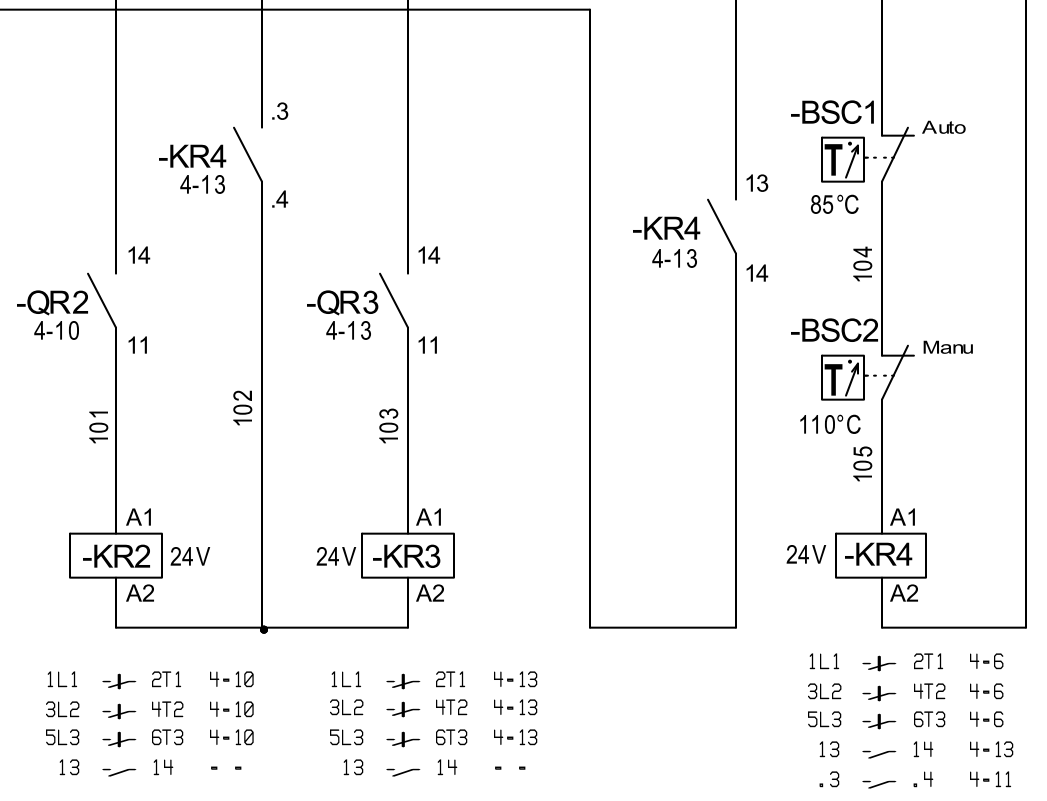 .3
-KR4
4-13
.4
14
-QR2
4-10
11
101
102
14
-QR3
4-13
11
103
13
-KR4
4-13
14
-BSC1
Auto
T
85°C
104
-BSC2
Manu
T
110°C
105
A1
-KR2 24V
A2
A1
24V -KR3
A2
A1
24V -KR4
A2
1L1 2T1 4-10
3L2 4T2 4-10
5L3 6T3 4-10
13 14 - -
1L1 2T1 4-13
3L2 4T2 4-13
5L3 6T3 4-13
13 14 - -
1L1 2T1 4-6
3L2 4T2 4-6
5L3 6T3 4-6
13 14 4-13
.3 .4 4-11